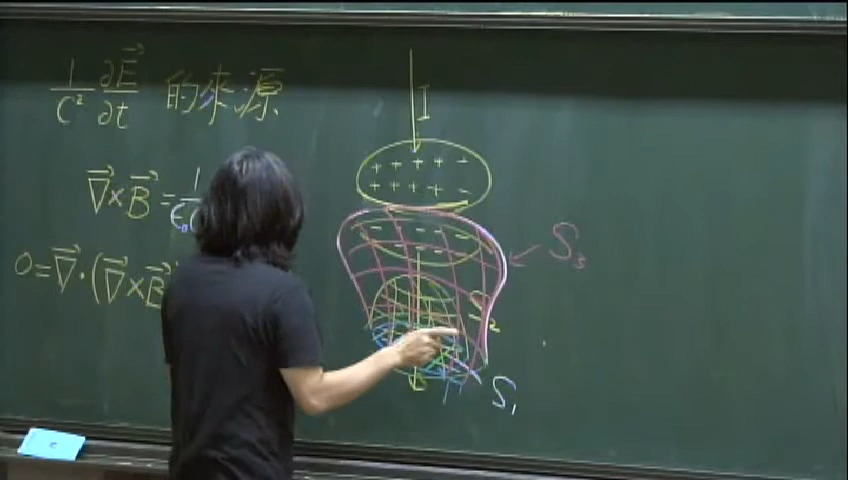 1/C² ∂E⃗/∂t 的來源
∇⃗×B⃗ = 1/ε₀
0 = ∇⃗·(∇⃗×B⃗
I
+ + + + -
+ + + + -
S₃
S₂
S₁